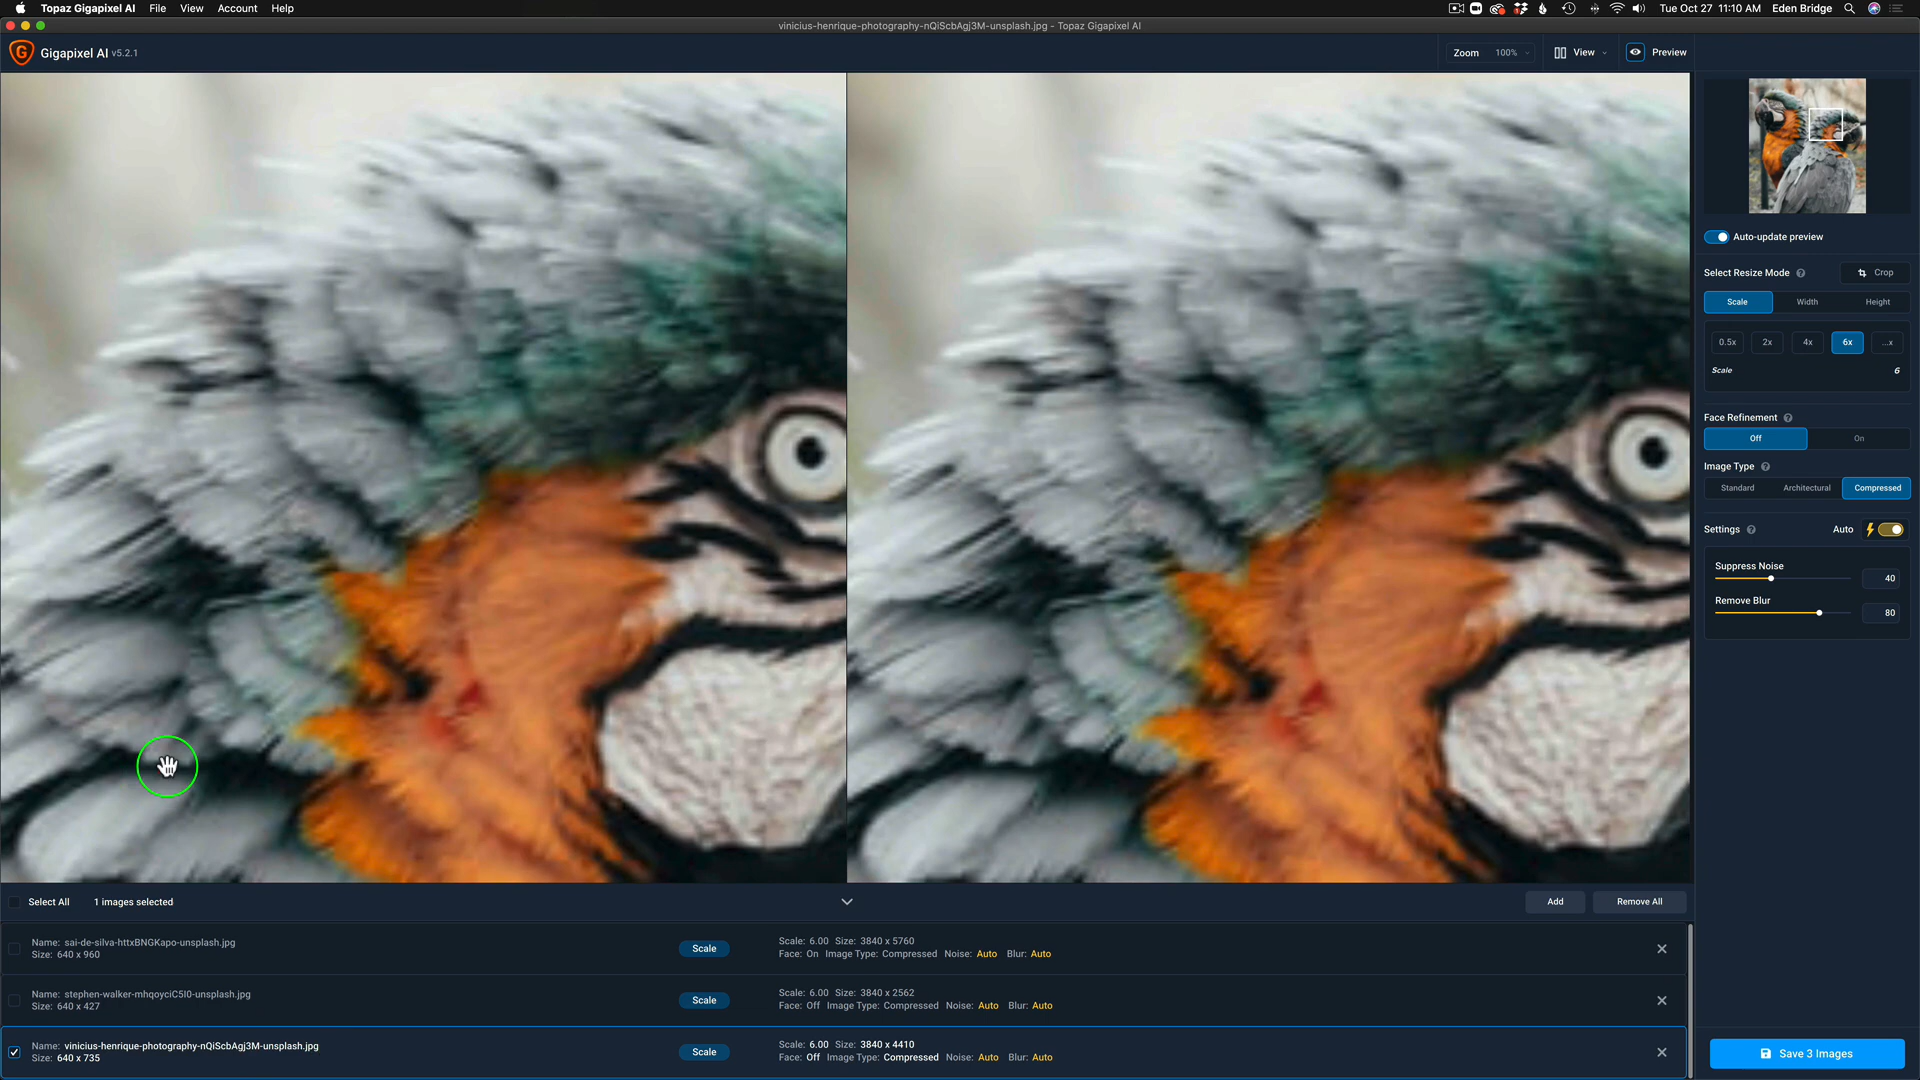 Topaz Gigapixel AI File View Account Help
Tue Oct 27 11:10 AM Eden Bridge
vinicius-henrique-photography-nQiScbAgj3M-unsplash.jpg - Topaz Gigapixel AI
Gigapixel AI v5.2.1
Zoom 100% View Preview
Auto-update preview
Select Resize Mode ? Crop
Scale Width Height
0.5x 2x 4x 6x ...x
Scale 6
Face Refinement ?
Off On
Image Type ?
Standard Architectural Compressed
Settings ? Auto
Suppress Noise
40
Remove Blur
80
Select All 1 images selected Add Remove All
Name: sai-de-silva-httxBNGKapo-unsplash.jpg
Size: 640 x 960
Scale
Scale: 6.00 Size: 3840 x 5760
Face: On Image Type: Compressed Noise: Auto Blur: Auto
Name: stephen-walker-mhqoyciC5I0-unsplash.jpg
Size: 640 x 427
Scale
Scale: 6.00 Size: 3840 x 2562
Face: Off Image Type: Compressed Noise: Auto Blur: Auto
Name: vinicius-henrique-photography-nQiScbAgj3M-unsplash.jpg
Size: 640 x 735
Scale
Scale: 6.00 Size: 3840 x 4410
Face: Off Image Type: Compressed Noise: Auto Blur: Auto
Save 3 Images